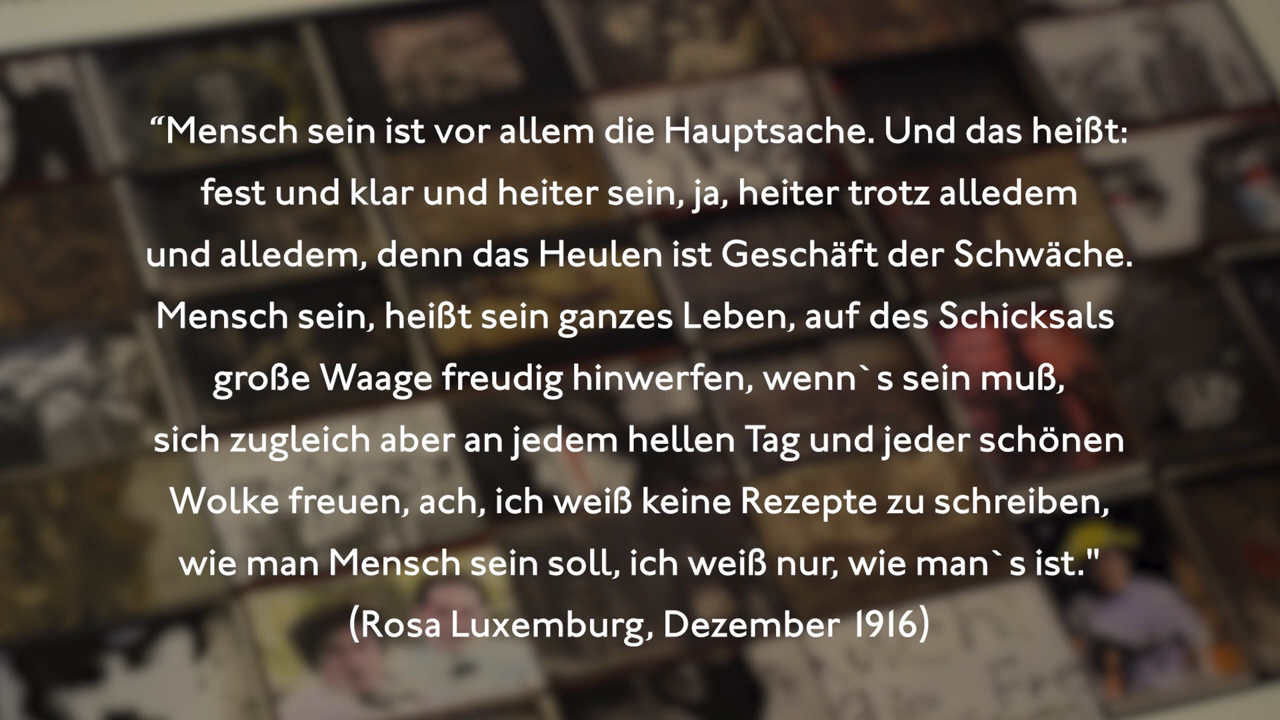 “Mensch sein ist vor allem die Hauptsache. Und das heißt:
fest und klar und heiter sein, ja, heiter trotz alledem
und alledem, denn das Heulen ist Geschäft der Schwäche.
Mensch sein, heißt sein ganzes Leben, auf des Schicksals
große Waage freudig hinwerfen, wenn`s sein muß,
sich zugleich aber an jedem hellen Tag und jeder schönen
Wolke freuen, ach, ich weiß keine Rezepte zu schreiben,
wie man Mensch sein soll, ich weiß nur, wie man`s ist."
(Rosa Luxemburg, Dezember 1916)